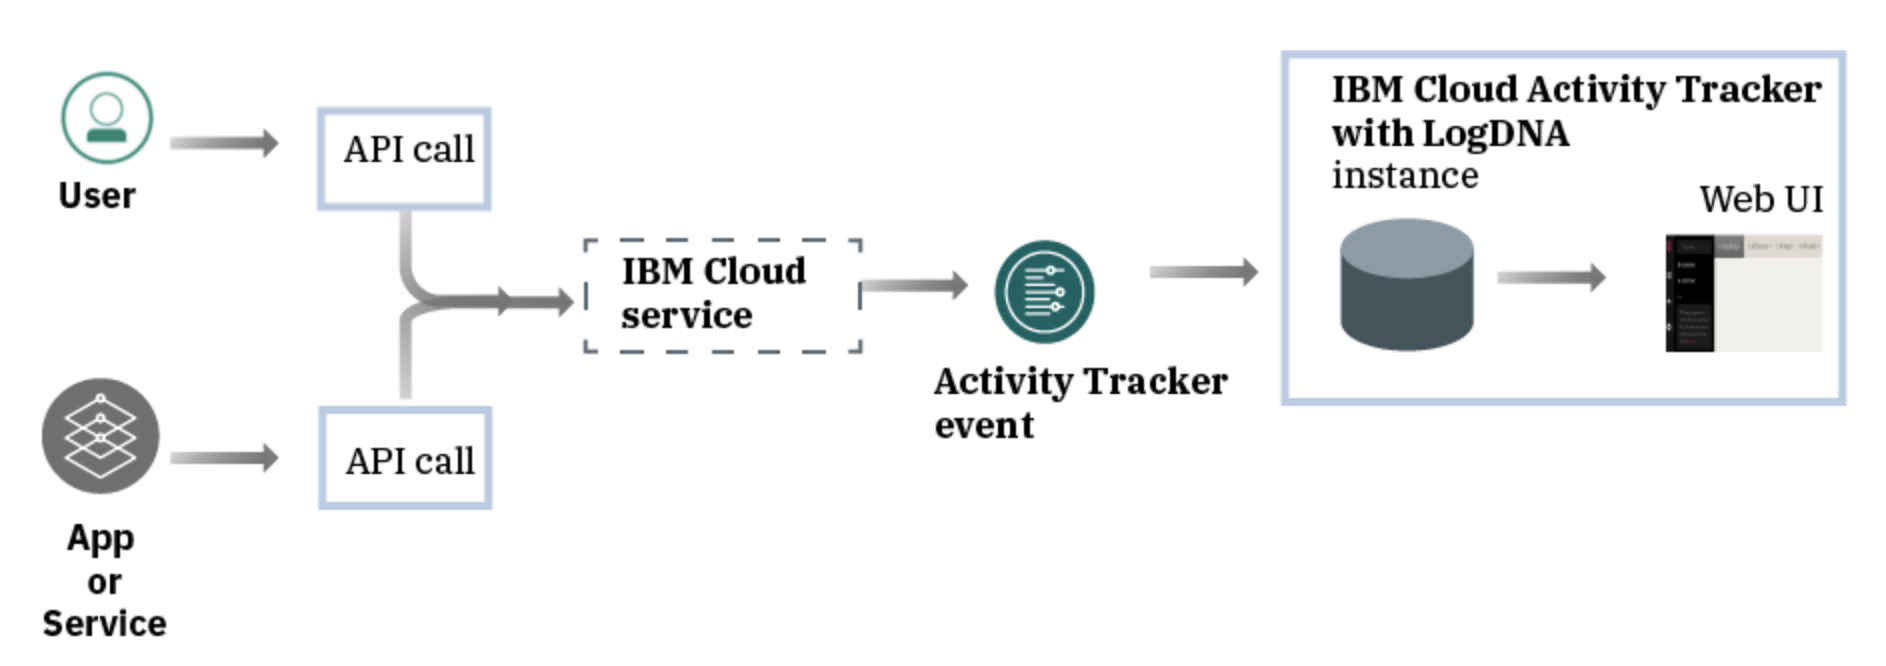 User
API call
App
or
Service
API call
IBM Cloud
service
Activity Tracker
event
IBM Cloud Activity Tracker
with LogDNA
instance
Web UI